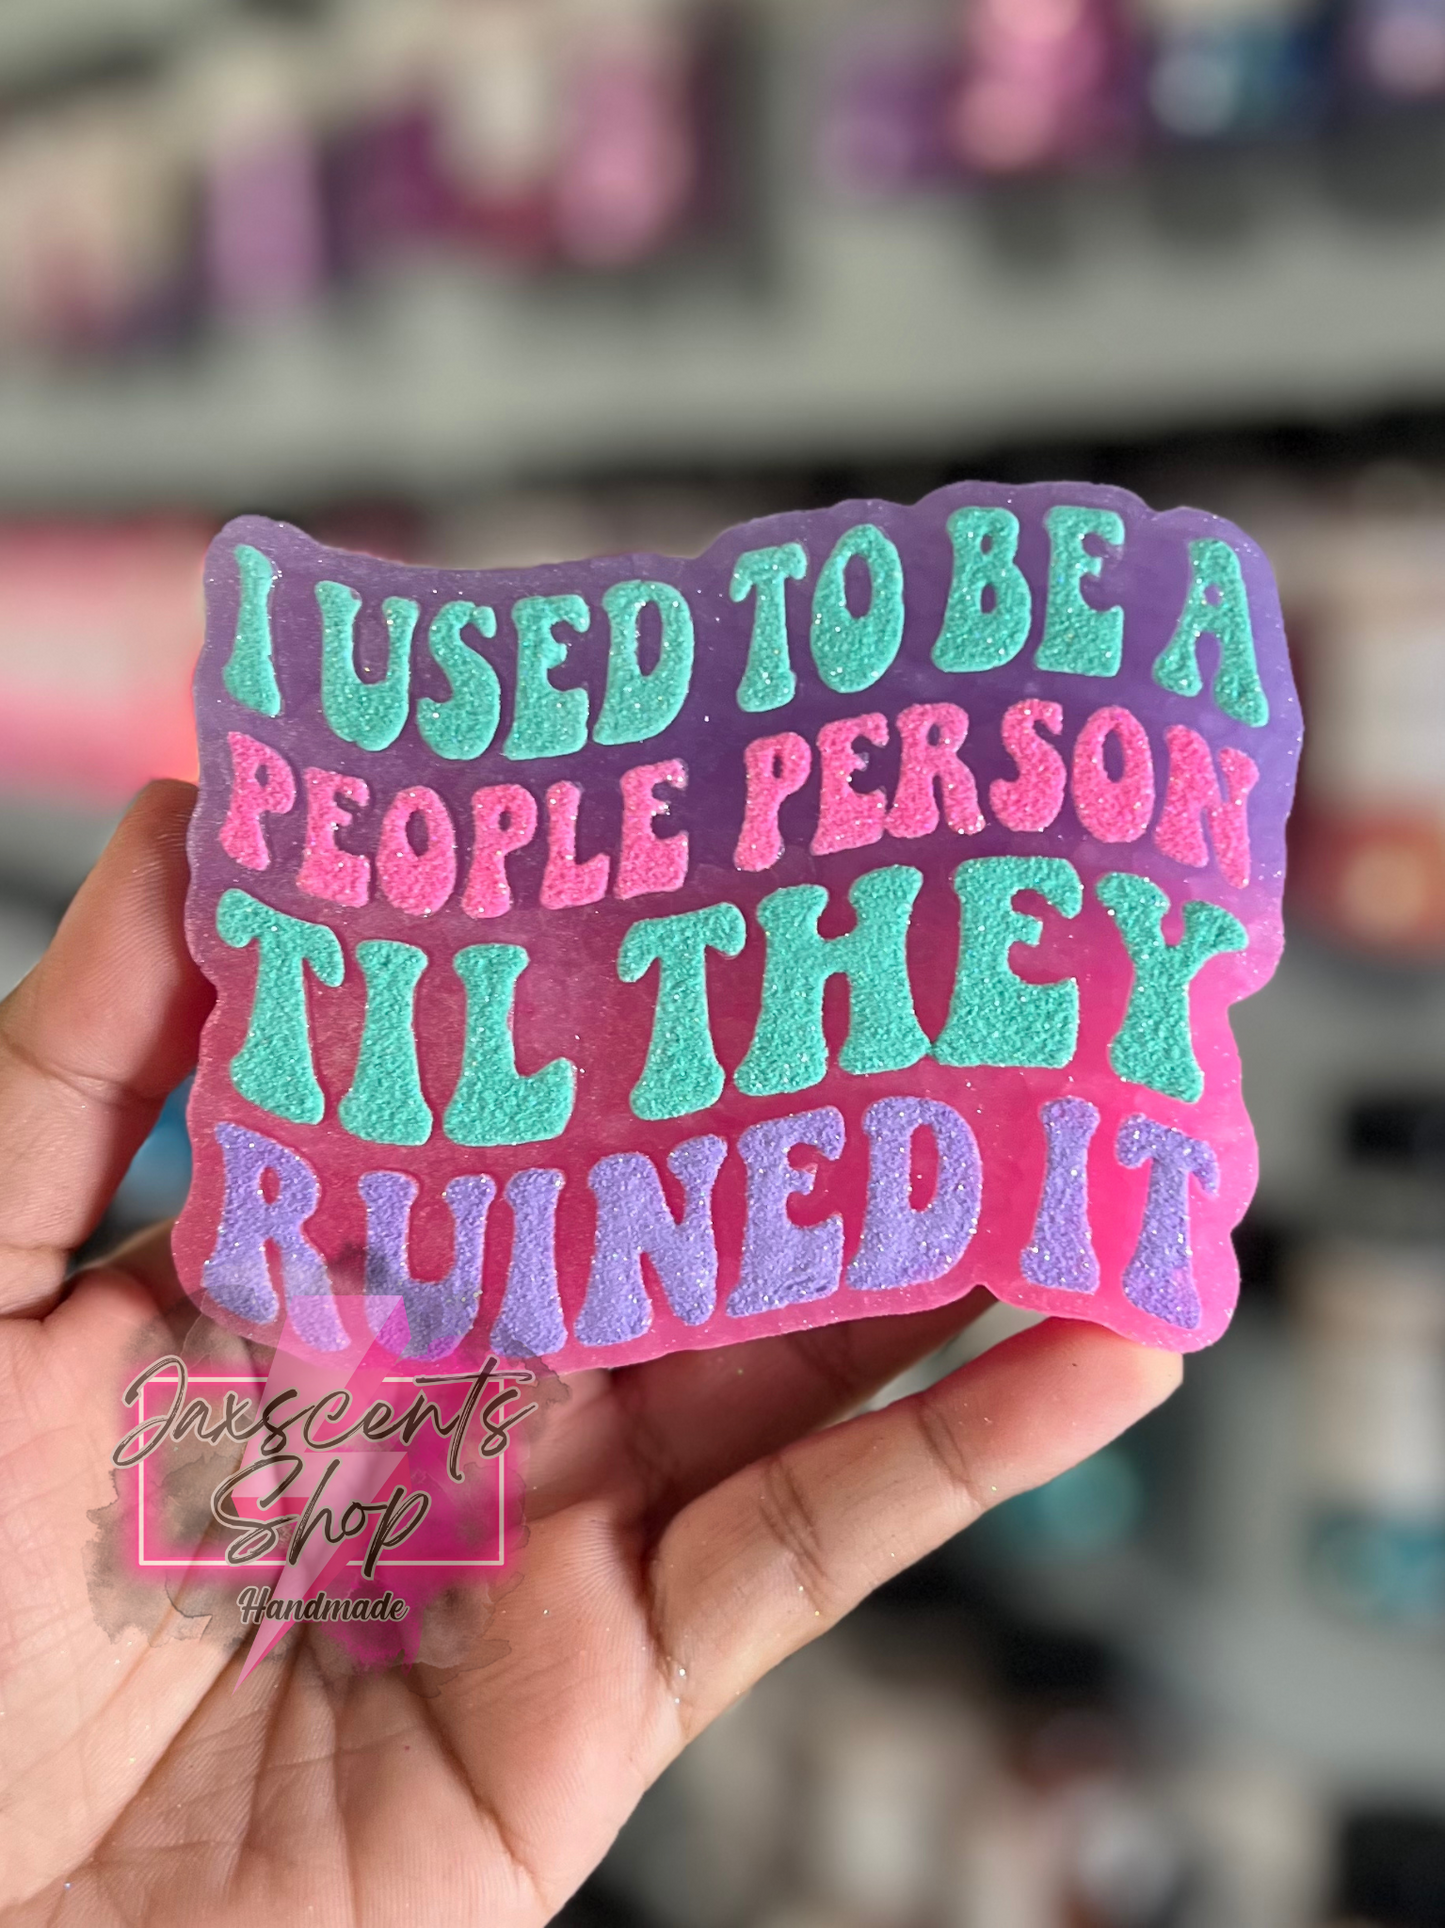 I USED TO BE A
PEOPLE PERSON
TIL THEY
RUINED IT
Jaxscents
Shop
Handmade